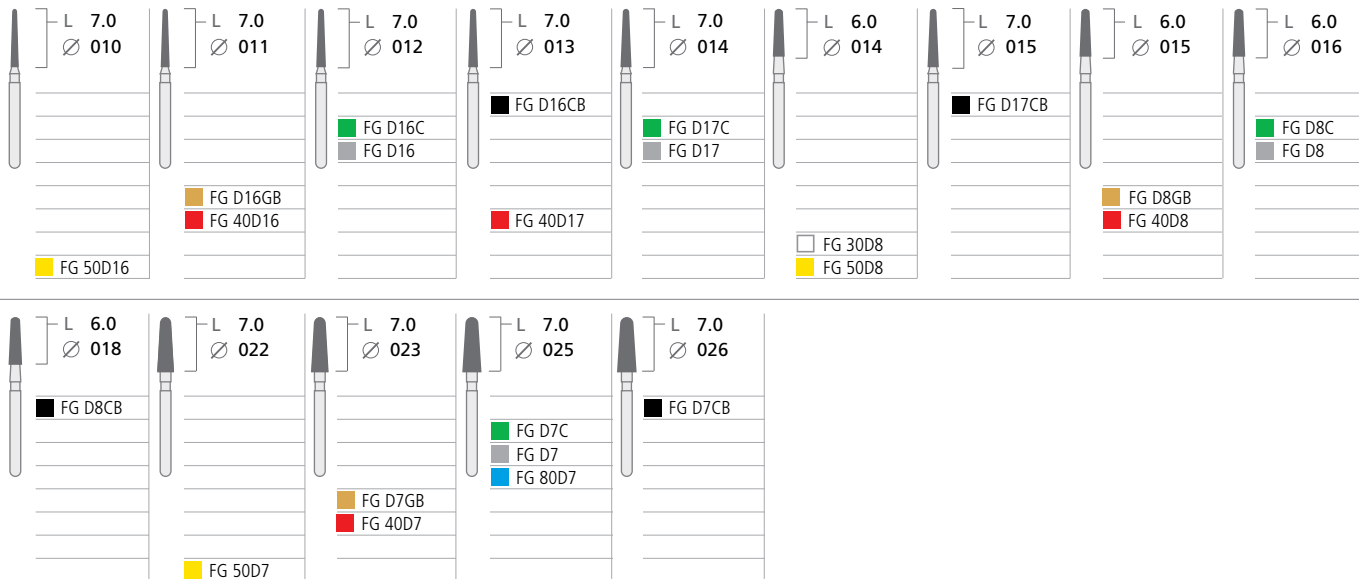 L 7.0
Ø 010
FG 50D16
L 7.0
Ø 011
FG D16GB
FG 40D16
L 7.0
Ø 012
FG D16C
FG D16
L 7.0
Ø 013
FG D16CB
FG 40D17
L 7.0
Ø 014
FG D17C
FG D17
L 6.0
Ø 014
FG 30D8
FG 50D8
L 7.0
Ø 015
FG D17CB
L 6.0
Ø 015
FG D8GB
FG 40D8
L 6.0
Ø 016
FG D8C
FG D8
L 6.0
Ø 018
FG D8CB
L 7.0
Ø 022
FG 50D7
L 7.0
Ø 023
FG D7GB
FG 40D7
L 7.0
Ø 025
FG D7C
FG D7
FG 80D7
L 7.0
Ø 026
FG D7CB